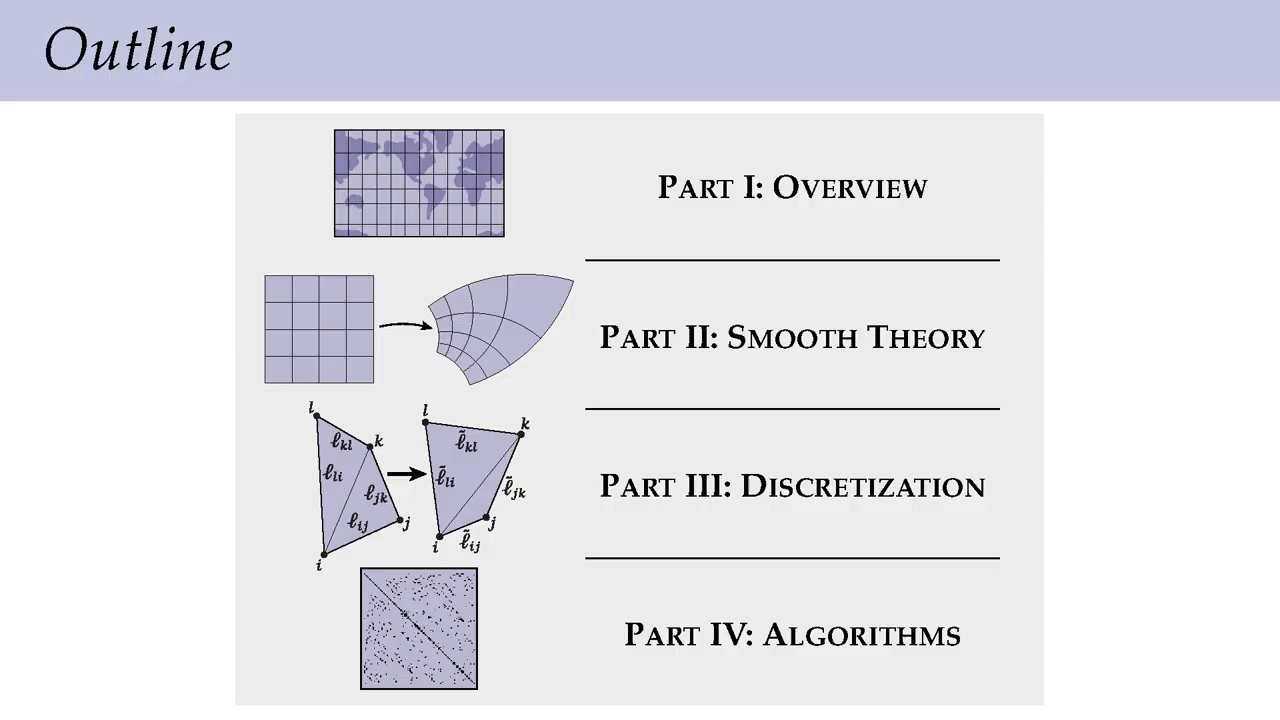 Outline
PART I: OVERVIEW
PART II: SMOOTH THEORY
l
ℓkl
k
ℓli
ℓjk
ℓij
j
i
l
k
ℓ̃kl
ℓ̃li
ℓ̃jk
j
i
ℓ̃ij
PART III: DISCRETIZATION
PART IV: ALGORITHMS